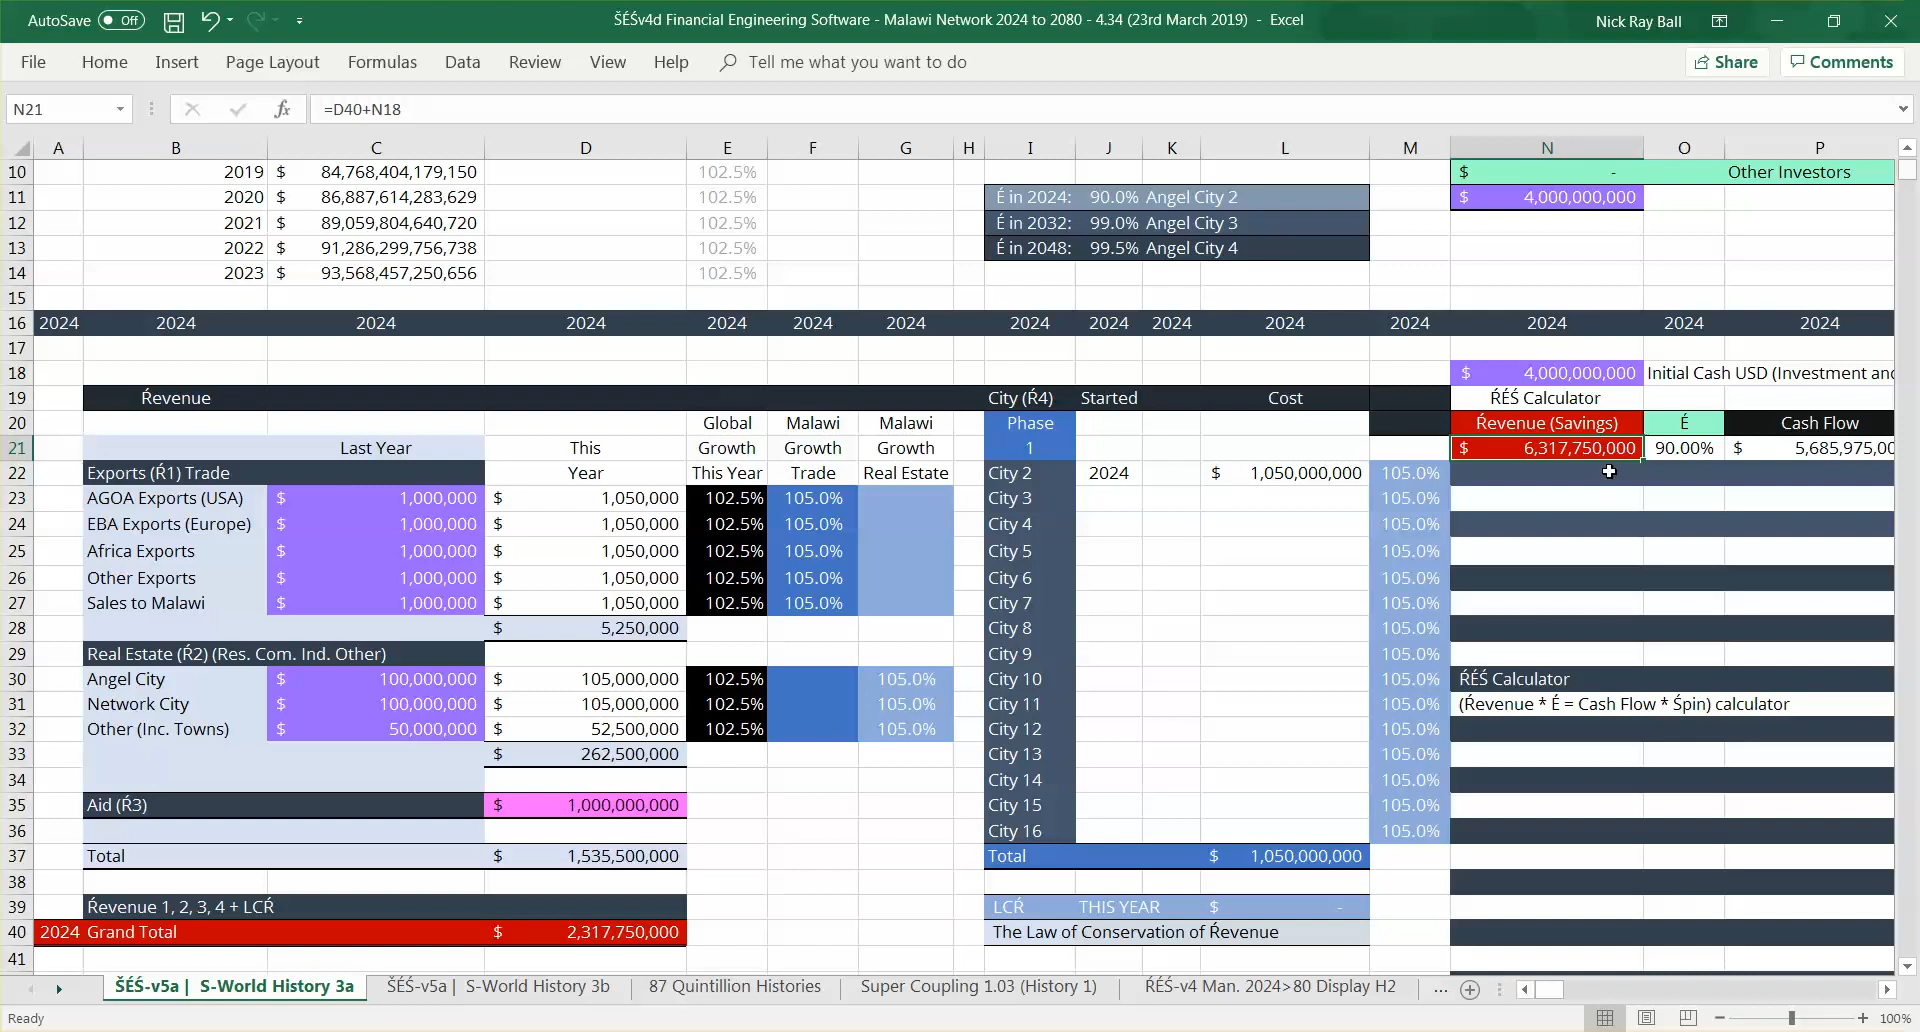 AutoSave Off ŠÉŚv4d Financial Engineering Software - Malawi Network 2024 to 2080 - 4.34 (23rd March 2019) - Excel Nick Ray Ball
File Home Insert Page Layout Formulas Data Review View Help Tell me what you want to do Share Comments
N21 fx =D40+N18
A B C D E F G H I J K L M N O P
10 2019 $ 84,768,404,179,150 102.5% $ - Other Investors
11 2020 $ 86,887,614,283,629 102.5% É in 2024: 90.0% Angel City 2 $ 4,000,000,000
12 2021 $ 89,059,804,640,720 102.5% É in 2032: 99.0% Angel City 3
13 2022 $ 91,286,299,756,738 102.5% É in 2048: 99.5% Angel City 4
14 2023 $ 93,568,457,250,656 102.5%
15
16 2024 2024 2024 2024 2024 2024 2024 2024 2024 2024 2024 2024 2024 2024 2024
17
18 $ 4,000,000,000 Initial Cash USD (Investment and
19 Ŕevenue City (Ŕ4) Started Cost ŔÉŚ Calculator
20 Global Malawi Malawi Phase Ŕevenue (Savings) É Cash Flow
21 Last Year This Growth Growth Growth 1 $ 6,317,750,000 90.00% $ 5,685,975,00
22 Exports (Ŕ1) Trade Year This Year Trade Real Estate City 2 2024 $ 1,050,000,000 105.0%
23 AGOA Exports (USA) $ 1,000,000 $ 1,050,000 102.5% 105.0% City 3 105.0%
24 EBA Exports (Europe) $ 1,000,000 $ 1,050,000 102.5% 105.0% City 4 105.0%
25 Africa Exports $ 1,000,000 $ 1,050,000 102.5% 105.0% City 5 105.0%
26 Other Exports $ 1,000,000 $ 1,050,000 102.5% 105.0% City 6 105.0%
27 Sales to Malawi $ 1,000,000 $ 1,050,000 102.5% 105.0% City 7 105.0%
28 $ 5,250,000 City 8 105.0%
29 Real Estate (Ŕ2) (Res. Com. Ind. Other) City 9 105.0%
30 Angel City $ 100,000,000 $ 105,000,000 102.5% 105.0% City 10 105.0% ŔÉŚ Calculator
31 Network City $ 100,000,000 $ 105,000,000 102.5% 105.0% City 11 105.0% (Ŕevenue * É = Cash Flow * Śpin) calculator
32 Other (Inc. Towns) $ 50,000,000 $ 52,500,000 102.5% 105.0% City 12 105.0%
33 $ 262,500,000 City 13 105.0%
34 City 14 105.0%
35 Aid (Ŕ3) $ 1,000,000,000 City 15 105.0%
36 City 16 105.0%
37 Total $ 1,535,500,000 Total $ 1,050,000,000
38
39 Ŕevenue 1, 2, 3, 4 + LCŔ LCŔ THIS YEAR $ -
40 2024 Grand Total $ 2,317,750,000 The Law of Conservation of Ŕevenue
41
ŠÉŚ-v5a | S-World History 3a ŠÉŚ-v5a | S-World History 3b 87 Quintillion Histories Super Coupling 1.03 (History 1) ŔÉŚ-v4 Man. 2024>80 Display H2 ...
Ready 100%